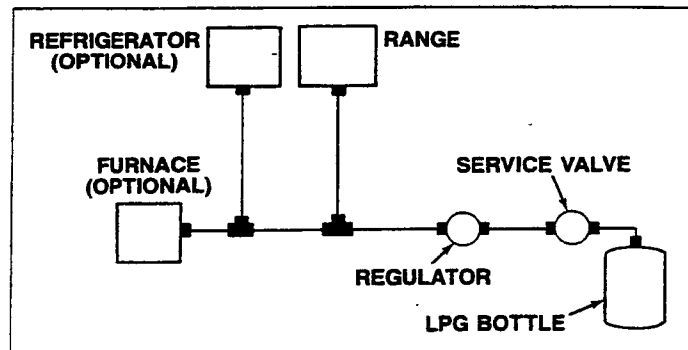 REFRIGERATOR
(OPTIONAL)
RANGE
FURNACE
(OPTIONAL)
SERVICE VALVE
REGULATOR
LPG BOTTLE